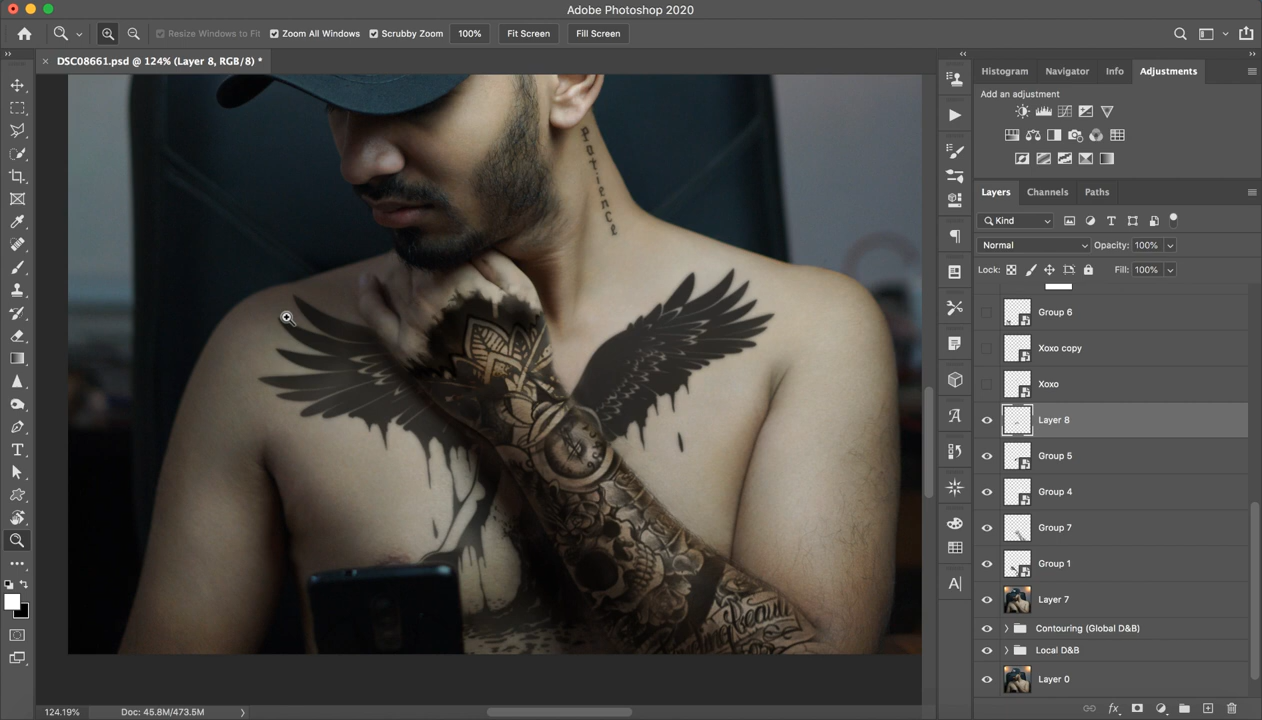 Adobe Photoshop 2020
Resize Windows to Fit
Zoom All Windows
Scrubby Zoom
100%
Fit Screen
Fill Screen
DSC08661.psd @ 124% (Layer 8, RGB/8) *
Histogram
Navigator
Info
Adjustments
Add an adjustment
Layers
Channels
Paths
Kind
Normal
Opacity: 100%
Lock:
Fill: 100%
Group 6
Xoxo copy
Xoxo
Layer 8
Group 5
Group 4
Group 7
Group 1
Layer 7
Contouring (Global D&B)
Local D&B
Layer 0
Patience
124.19%
Doc: 45.8M/473.5M